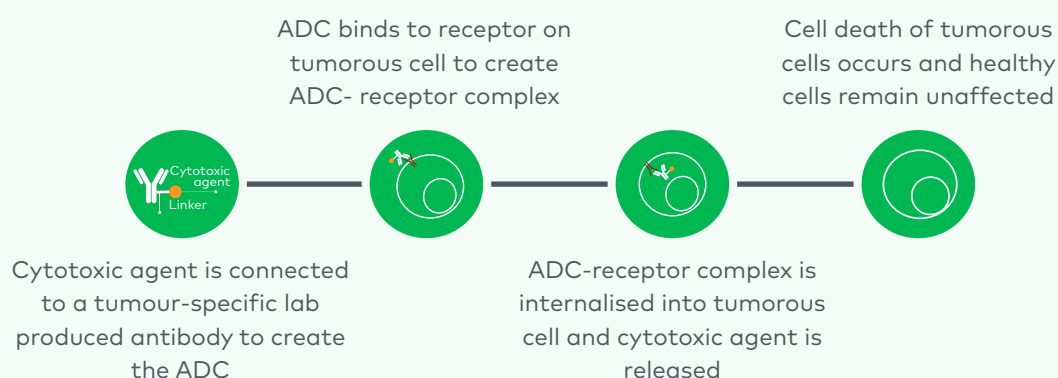 ADC binds to receptor on
tumorous cell to create
ADC- receptor complex
Cell death of tumorous
cells occurs and healthy
cells remain unaffected
Cytotoxic
agent
Linker
Cytotoxic agent is connected
to a tumour-specific lab
produced antibody to create
the ADC
ADC-receptor complex is
internalised into tumorous
cell and cytotoxic agent is
released